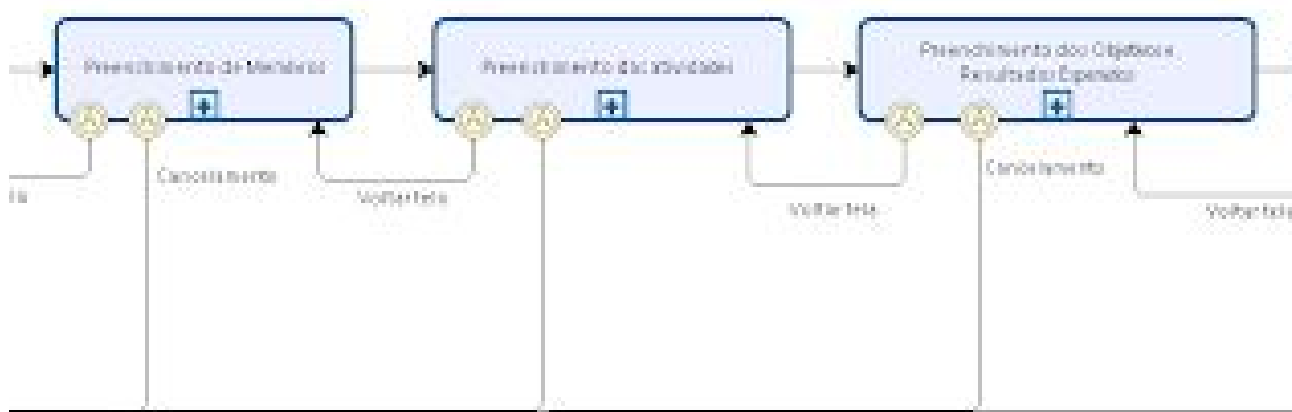 Preenchimento de Membros
Preenchimento das atividades
Preenchimento dos Objetivos
Resultados Esperados
Cancelamento
Voltar tela
Voltar tela
Cancelamento
Voltar tela